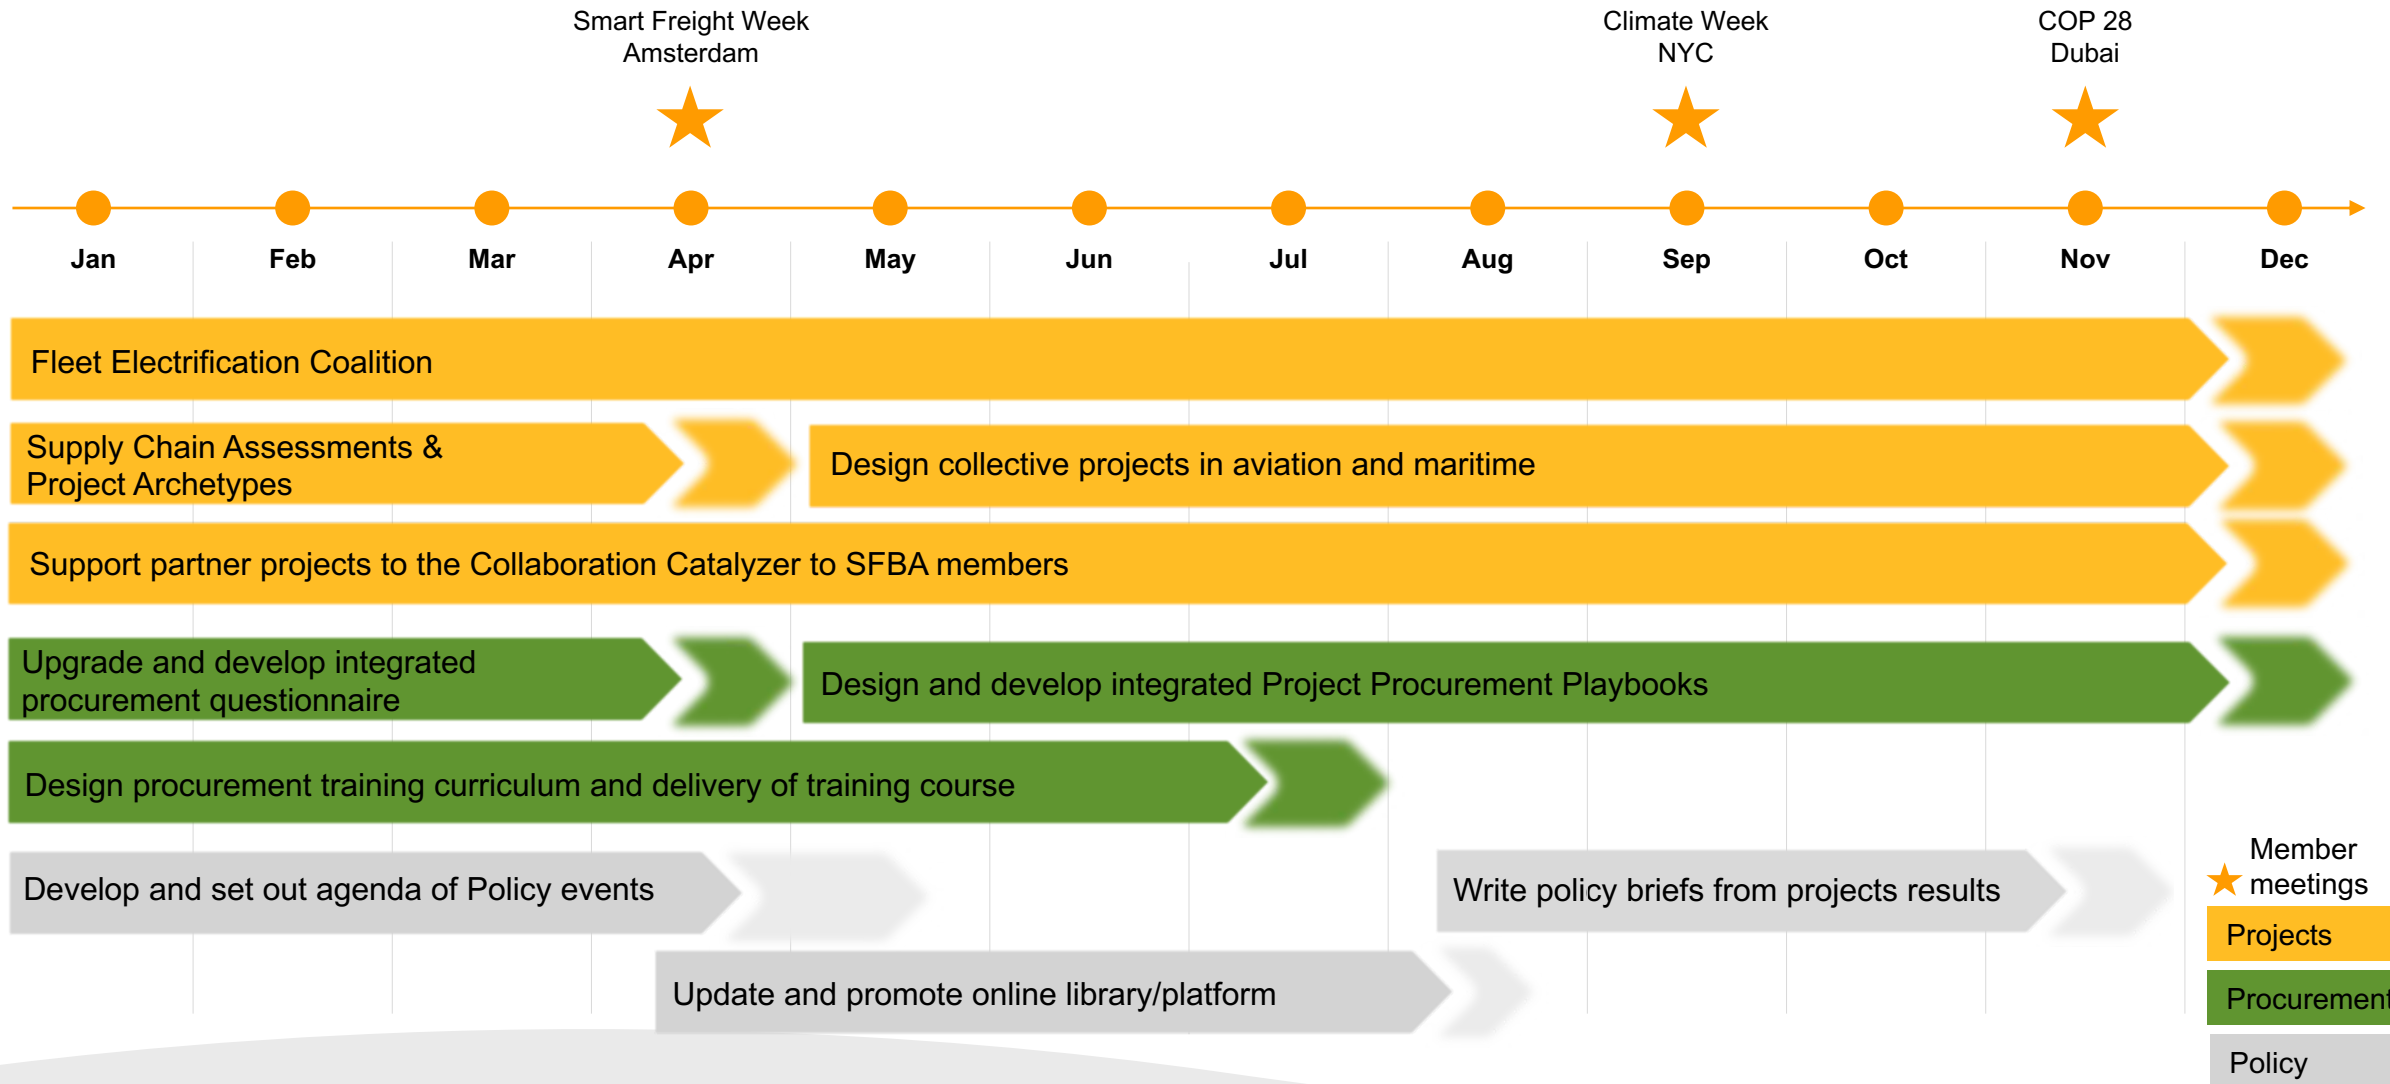 Smart Freight Week
Amsterdam
Climate Week
NYC
COP 28
Dubai
Jan
Feb
Mar
Apr
May
Jun
Jul
Aug
Sep
Oct
Nov
Dec
Fleet Electrification Coalition
Supply Chain Assessments &
Project Archetypes
Design collective projects in aviation and maritime
Support partner projects to the Collaboration Catalyzer to SFBA members
Upgrade and develop integrated
procurement questionnaire
Design and develop integrated Project Procurement Playbooks
Design procurement training curriculum and delivery of training course
Develop and set out agenda of Policy events
Write policy briefs from projects results
Update and promote online library/platform
Member
meetings
Projects
Procurement
Policy